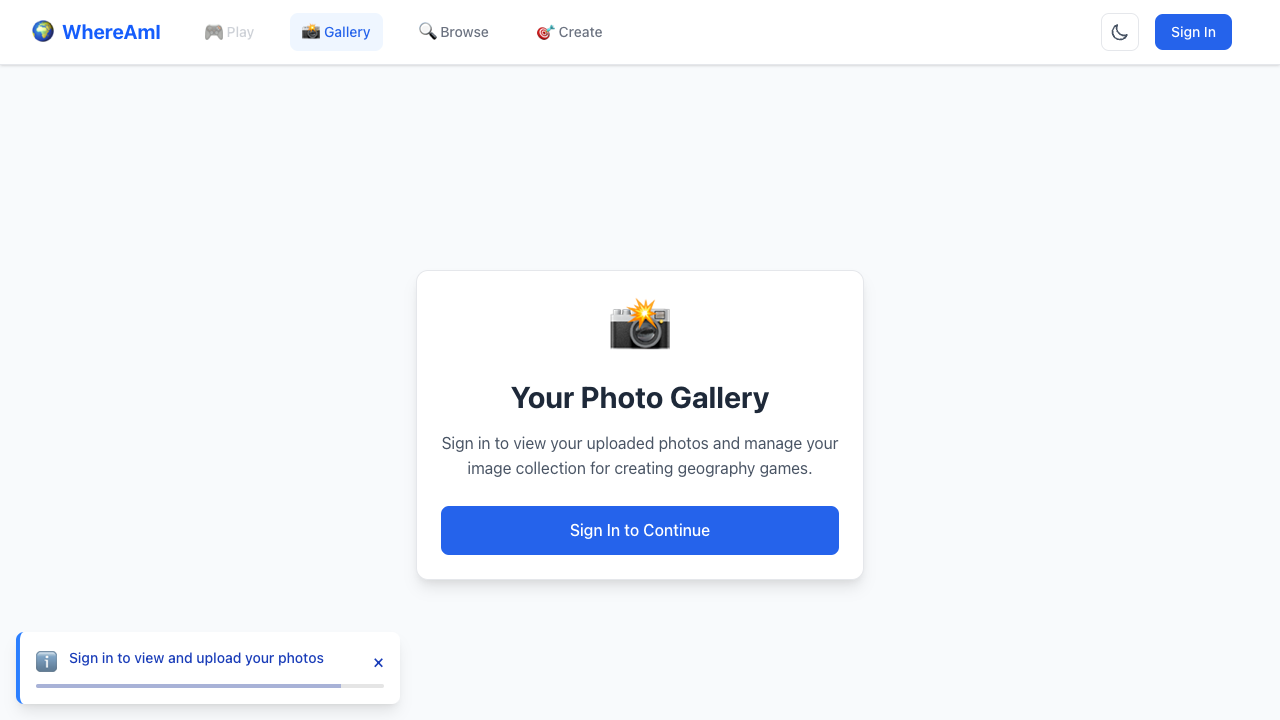 WhereAmI
Play
Gallery
Browse
Create
Sign In
Your Photo Gallery
Sign in to view your uploaded photos and manage your
image collection for creating geography games.
Sign In to Continue
Sign in to view and upload your photos
×